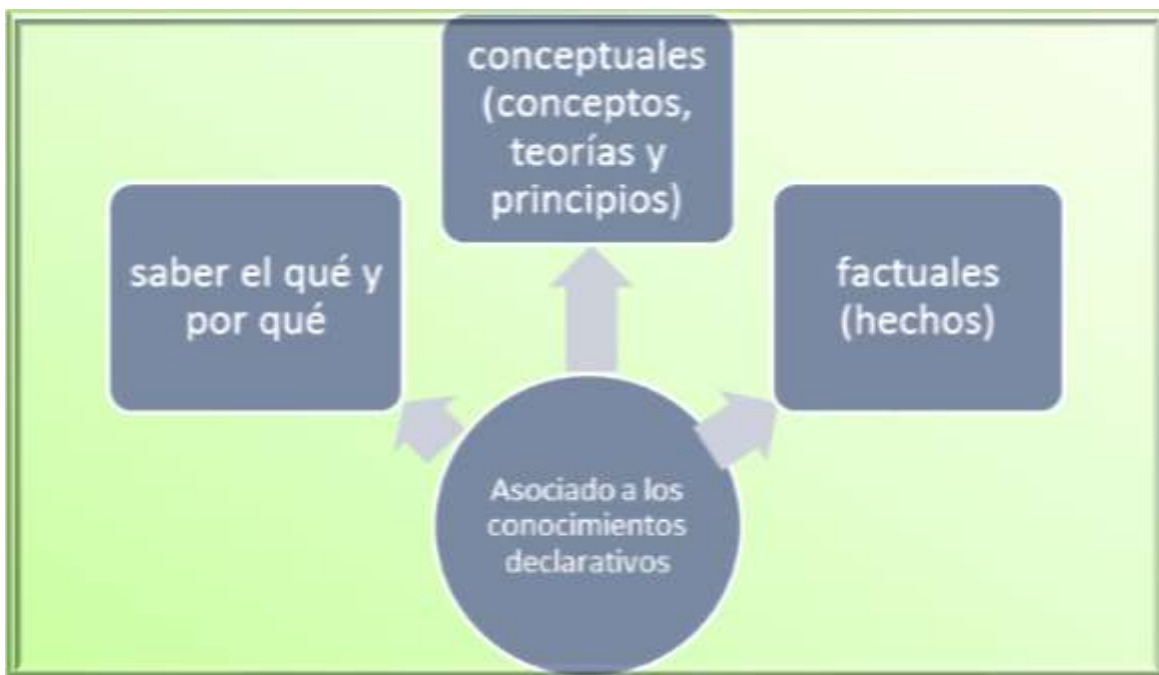 conceptuales
(conceptos,
teorías y
principios)
saber el qué y
por qué
factuales
(hechos)
Asociado a los
conocimientos
declarativos